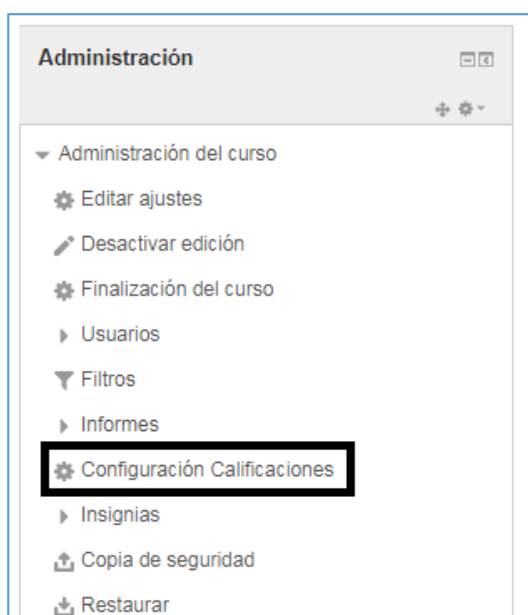 Administración
Administración del curso
Editar ajustes
Desactivar edición
Finalización del curso
Usuarios
Filtros
Informes
Configuración Calificaciones
Insignias
Copia de seguridad
Restaurar